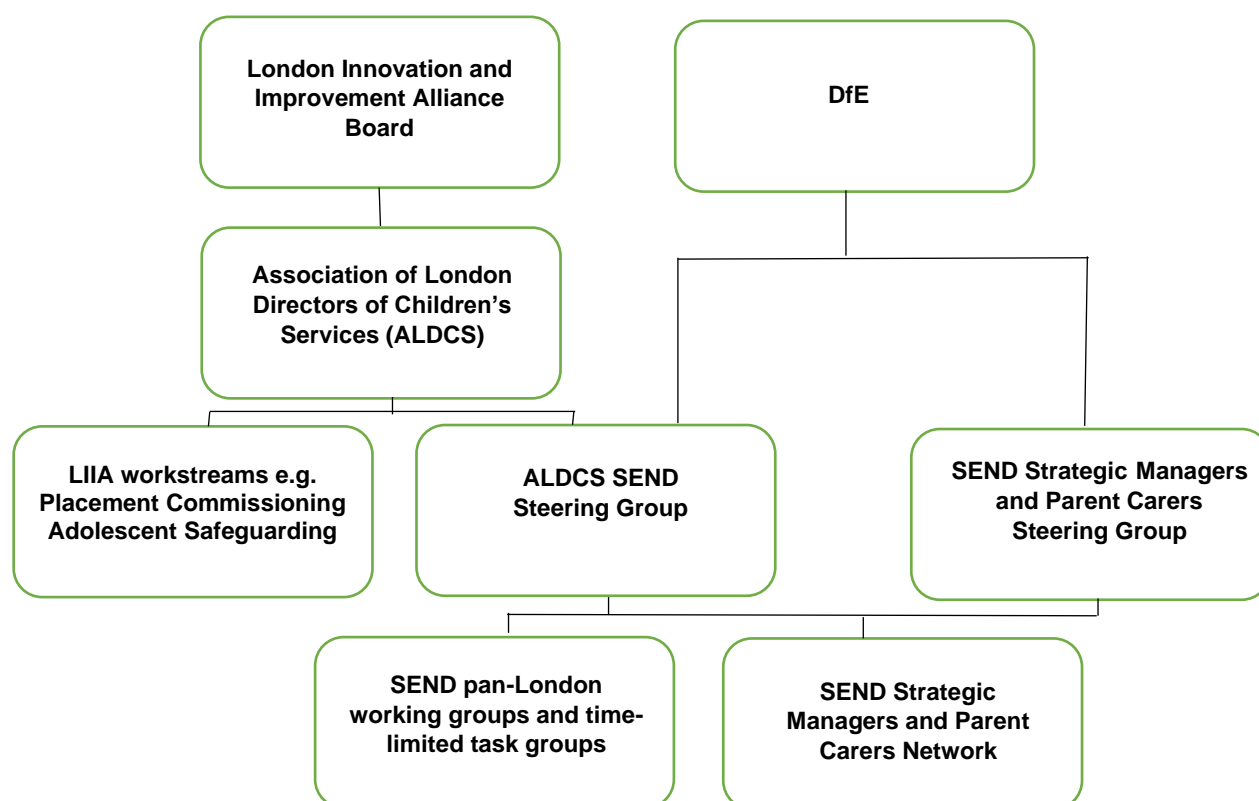 London Innovation and
Improvement Alliance
Board
DfE
Association of London
Directors of Children’s
Services (ALDCS)
LIIA workstreams e.g.
Placement Commissioning
Adolescent Safeguarding
ALDCS SEND
Steering Group
SEND Strategic Managers
and Parent Carers
Steering Group
SEND pan-London
working groups and time-
limited task groups
SEND Strategic
Managers and Parent
Carers Network